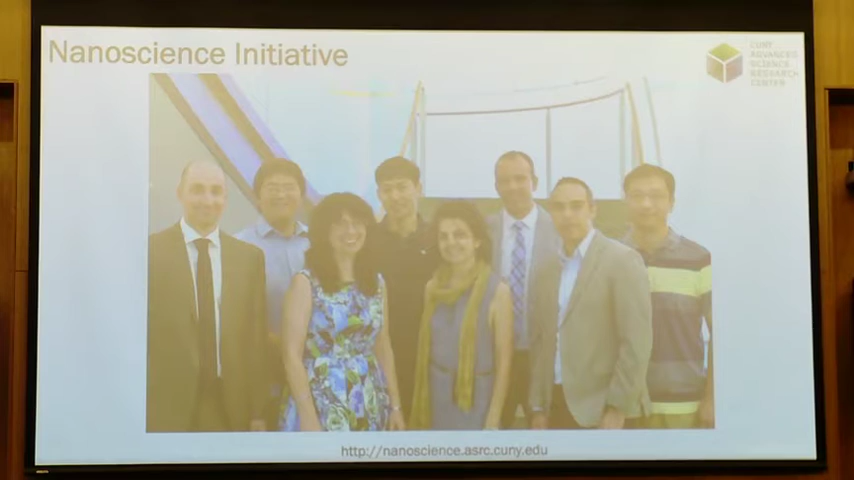 Nanoscience Initiative
CUNY
ADVANCED
SCIENCE
RESEARCH
CENTER
http://nanoscience.asrc.cuny.edu